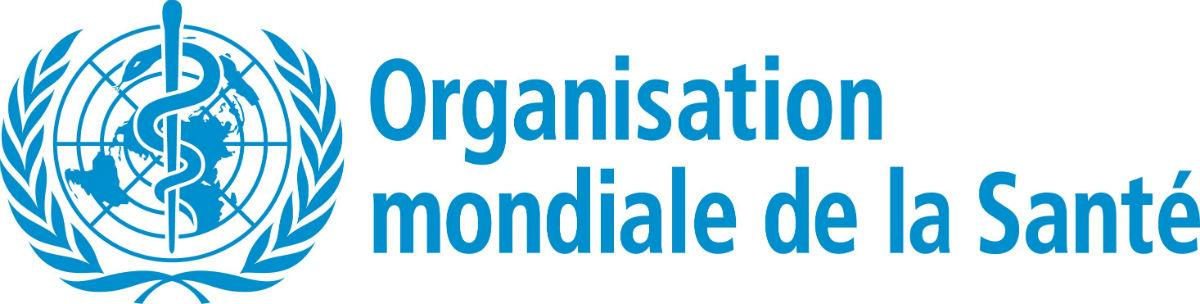 Organisation
mondiale de la Santé